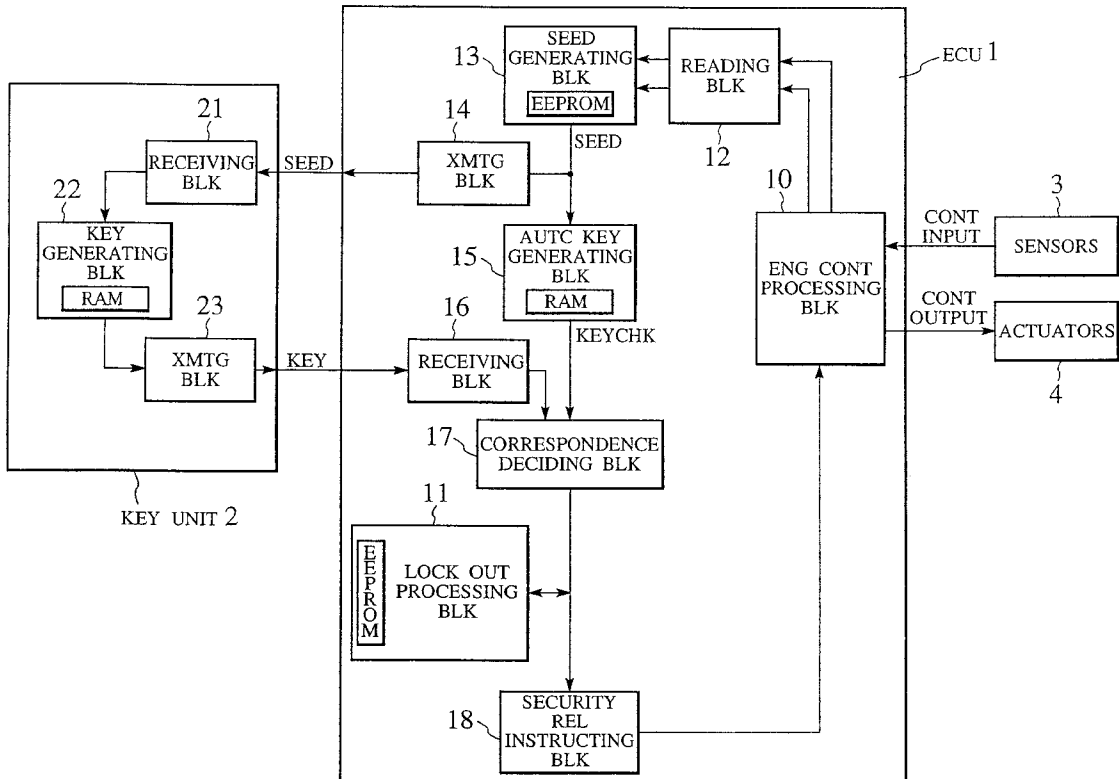 ECU 1
13
SEED
GENERATING
BLK
EEPROM
READING
BLK
12
SEED
14
XMTG
BLK
SEED
21
RECEIVING
BLK
22
KEY
GENERATING
BLK
RAM
23
XMTG
BLK
KEY
KEY UNIT 2
15
AUTC KEY
GENERATING
BLK
RAM
KEYCHK
16
RECEIVING
BLK
10
ENG CONT
PROCESSING
BLK
CONT
INPUT
3
SENSORS
CONT
OUTPUT
ACTUATORS
4
17
CORRESPONDENCE
DECIDING BLK
11
EEPROM
LOCK OUT
PROCESSING
BLK
18
SECURITY
REL
INSTRUCTING
BLK